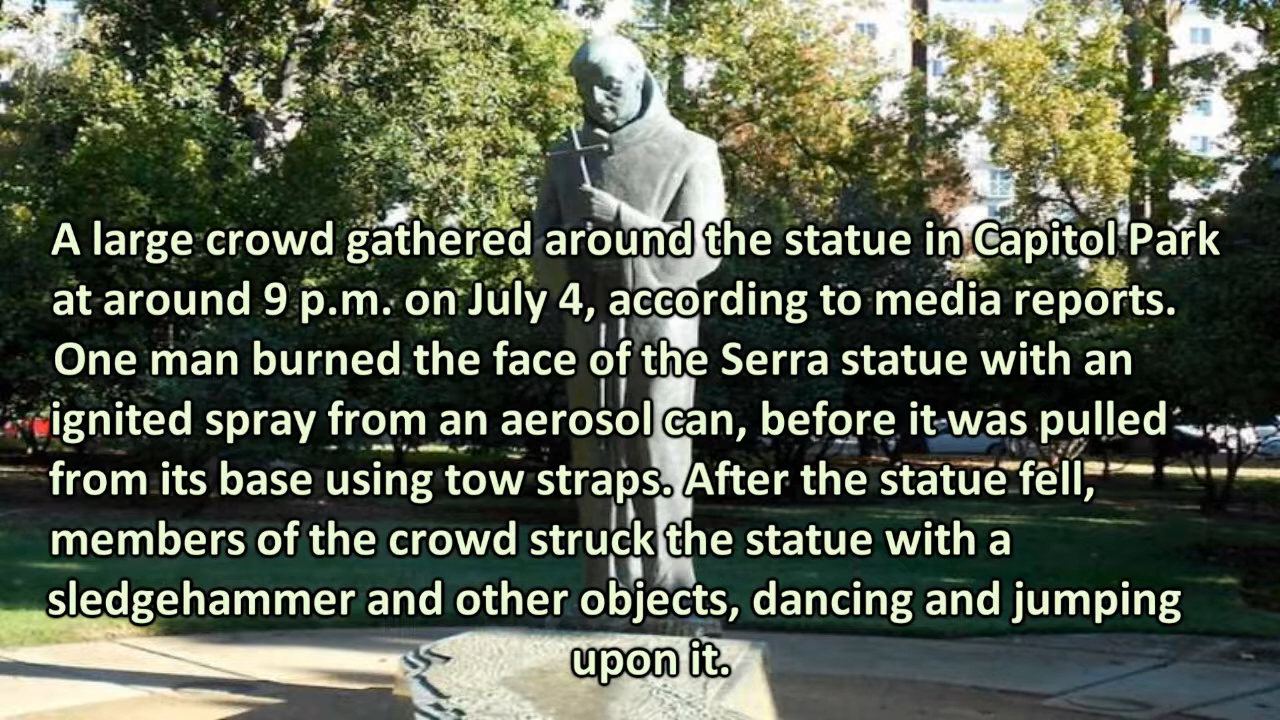 A large crowd gathered around the statue in Capitol Park
at around 9 p.m. on July 4, according to media reports.
One man burned the face of the Serra statue with an
ignited spray from an aerosol can, before it was pulled
from its base using tow straps. After the statue fell,
members of the crowd struck the statue with a
sledgehammer and other objects, dancing and jumping
upon it.